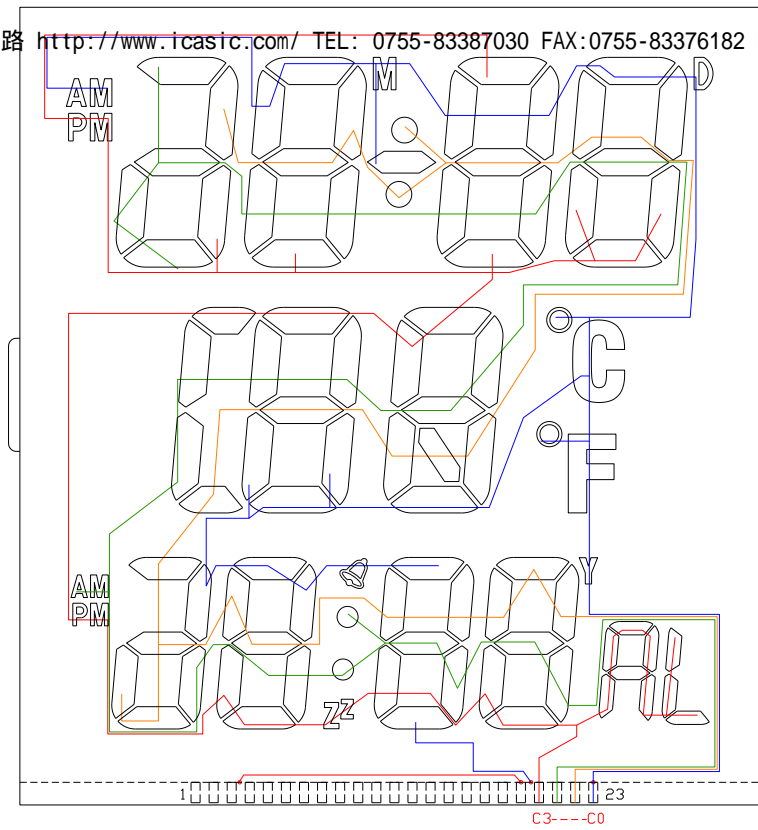 路 http://www.icasic.com/ TEL: 0755-83387030 FAX:0755-83376182
AM
PM
M
D
C
F
AM
PM
Y
ZZ
AL
1
23
C3----C0